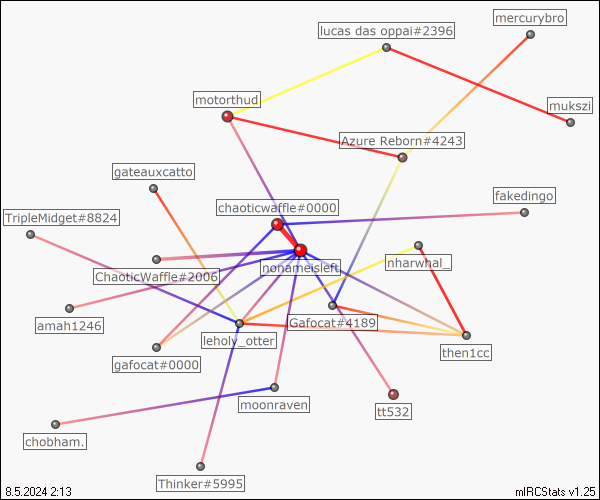 mercurybro
lucas das oppai#2396
motorthud
mukszi
Azure Reborn#4243
gateauxcatto
fakedingo
chaoticwaffle#0000
TripleMidget#8824
nonameisleft
nharwhal_
ChaoticWaffle#2006
amah1246
Gafocat#4189
leholy_otter
then1cc
gafocat#0000
moonraven
tt532
chobham.
Thinker#5995
8.5.2024 2:13
mIRCStats v1.25